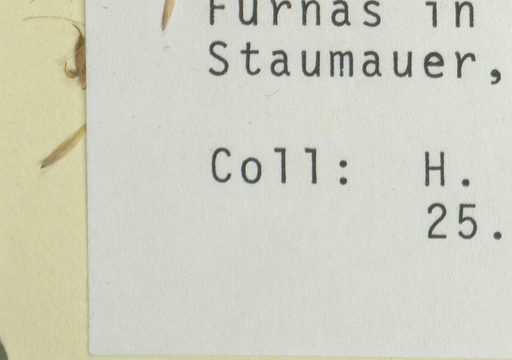 Furnas in
Staumauer,
Coll: H.
25.